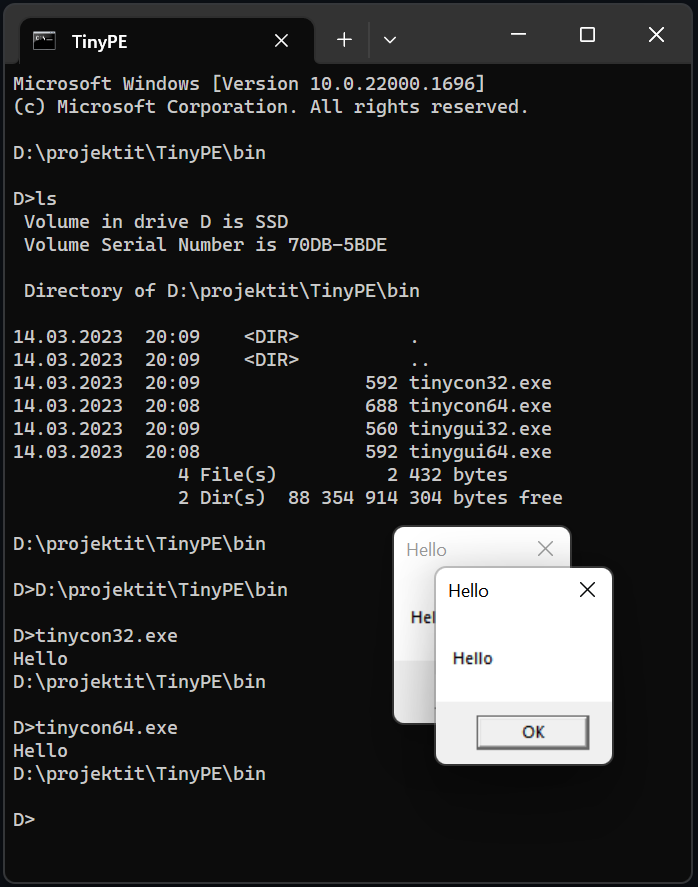 TinyPE
Microsoft Windows [Version 10.0.22000.1696]
(c) Microsoft Corporation. All rights reserved.
D:\projektit\TinyPE\bin
D>ls
Volume in drive D is SSD
Volume Serial Number is 70DB-5BDE
Directory of D:\projektit\TinyPE\bin
14.03.2023  20:09    <DIR>          .
14.03.2023  20:09    <DIR>          ..
14.03.2023  20:09               592 tinycon32.exe
14.03.2023  20:08               688 tinycon64.exe
14.03.2023  20:09               560 tinygui32.exe
14.03.2023  20:08               592 tinygui64.exe
4 File(s)          2 432 bytes
2 Dir(s)  88 354 914 304 bytes free
D:\projektit\TinyPE\bin
D>D:\projektit\TinyPE\bin
D>tinycon32.exe
Hello
D:\projektit\TinyPE\bin
D>tinycon64.exe
Hello
D:\projektit\TinyPE\bin
D>
Hello
Hel
Hello
Hello
OK